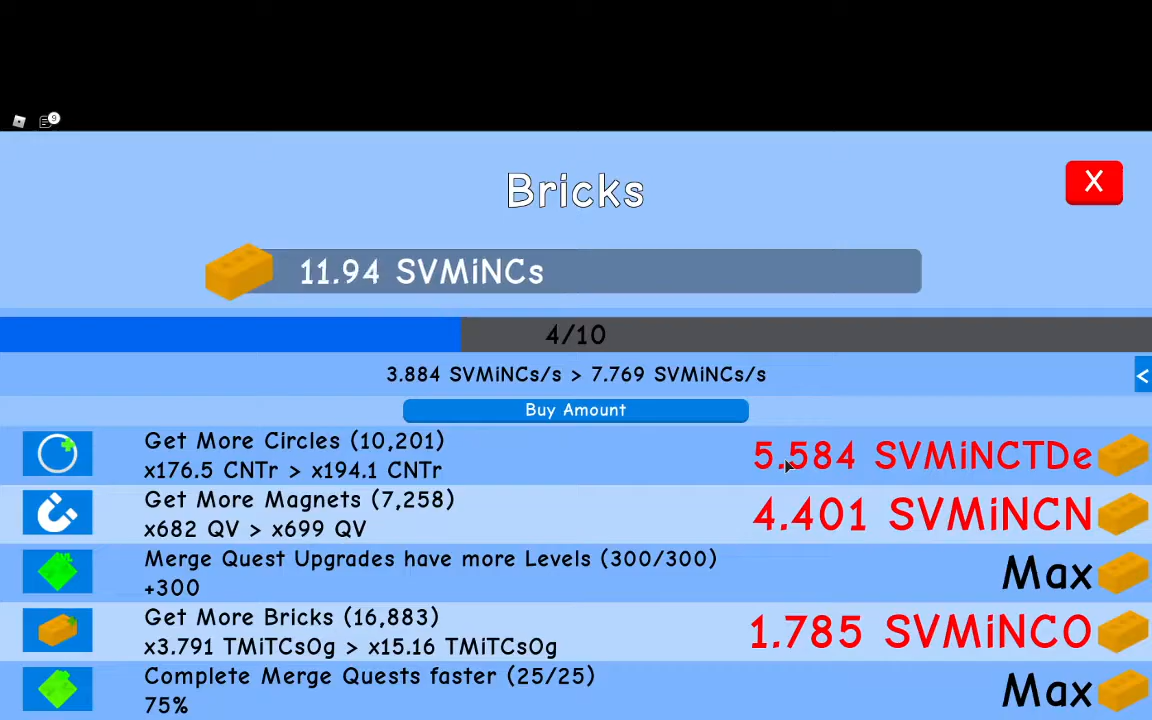 9
Bricks
X
11.94 SVMiNCs
4/10
3.884 SVMiNCs/s > 7.769 SVMiNCs/s
<
Buy Amount
Get More Circles (10,201)
x176.5 CNTr > x194.1 CNTr
5.584 SVMiNCTDe
Get More Magnets (7,258)
x682 QV > x699 QV
4.401 SVMiNCN
Merge Quest Upgrades have more Levels (300/300)
+300
Max
Get More Bricks (16,883)
x3.791 TMiTCsOg > x15.16 TMiTCsOg
1.785 SVMiNCO
Complete Merge Quests faster (25/25)
75%
Max